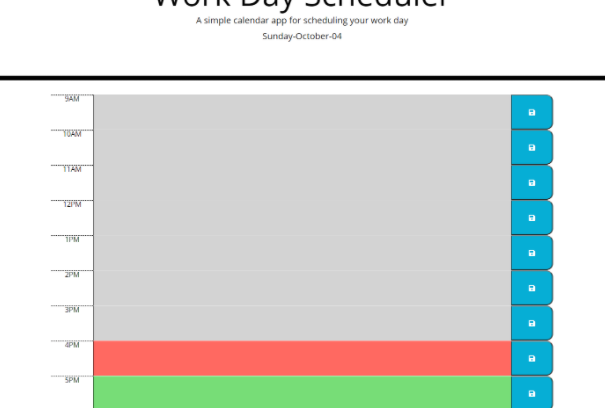 Work Day Scheduler
A simple calendar app for scheduling your work day
Sunday-October-04
9AM
10AM
11AM
12PM
1PM
2PM
3PM
4PM
5PM